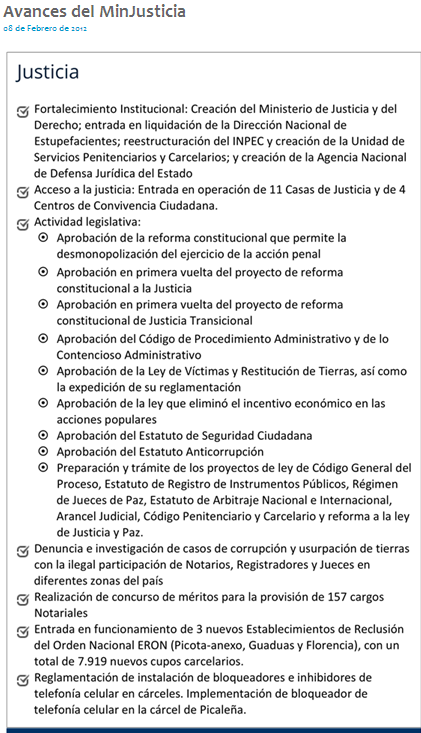 Avances del MinJusticia
08 de Febrero de 2012
Justicia
Fortalecimiento Institucional: Creación del Ministerio de Justicia y del
Derecho; entrada en liquidación de la Dirección Nacional de
Estupefacientes; reestructuración del INPEC y creación de la Unidad de
Servicios Penitenciarios y Carcelarios; y creación de la Agencia Nacional
de Defensa Jurídica del Estado
Acceso a la justicia: Entrada en operación de 11 Casas de Justicia y de 4
Centros de Convivencia Ciudadana.
Actividad legislativa:
Aprobación de la reforma constitucional que permite la
desmonopolización del ejercicio de la acción penal
Aprobación en primera vuelta del proyecto de reforma
constitucional a la Justicia
Aprobación en primera vuelta del proyecto de reforma
constitucional de Justicia Transicional
Aprobación del Código de Procedimiento Administrativo y de lo
Contencioso Administrativo
Aprobación de la Ley de Víctimas y Restitución de Tierras, así como
la expedición de su reglamentación
Aprobación de la ley que eliminó el incentivo económico en las
acciones populares
Aprobación del Estatuto de Seguridad Ciudadana
Aprobación del Estatuto Anticorrupción
Preparación y trámite de los proyectos de ley de Código General del
Proceso, Estatuto de Registro de Instrumentos Públicos, Régimen
de Jueces de Paz, Estatuto de Arbitraje Nacional e Internacional,
Arancel Judicial, Código Penitenciario y Carcelario y reforma a la ley
de Justicia y Paz.
Denuncia e investigación de casos de corrupción y usurpación de tierras
con la ilegal participación de Notarios, Registradores y Jueces en
diferentes zonas del país
Realización de concurso de méritos para la provisión de 157 cargos
Notariales
Entrada en funcionamiento de 3 nuevos Establecimientos de Reclusión
del Orden Nacional ERON (Picota-anexo, Guaduas y Florencia), con un
total de 7.919 nuevos cupos carcelarios.
Reglamentación de instalación de bloqueadores e inhibidores de
telefonía celular en cárceles. Implementación de bloqueador de
telefonía celular en la cárcel de Picaleña.